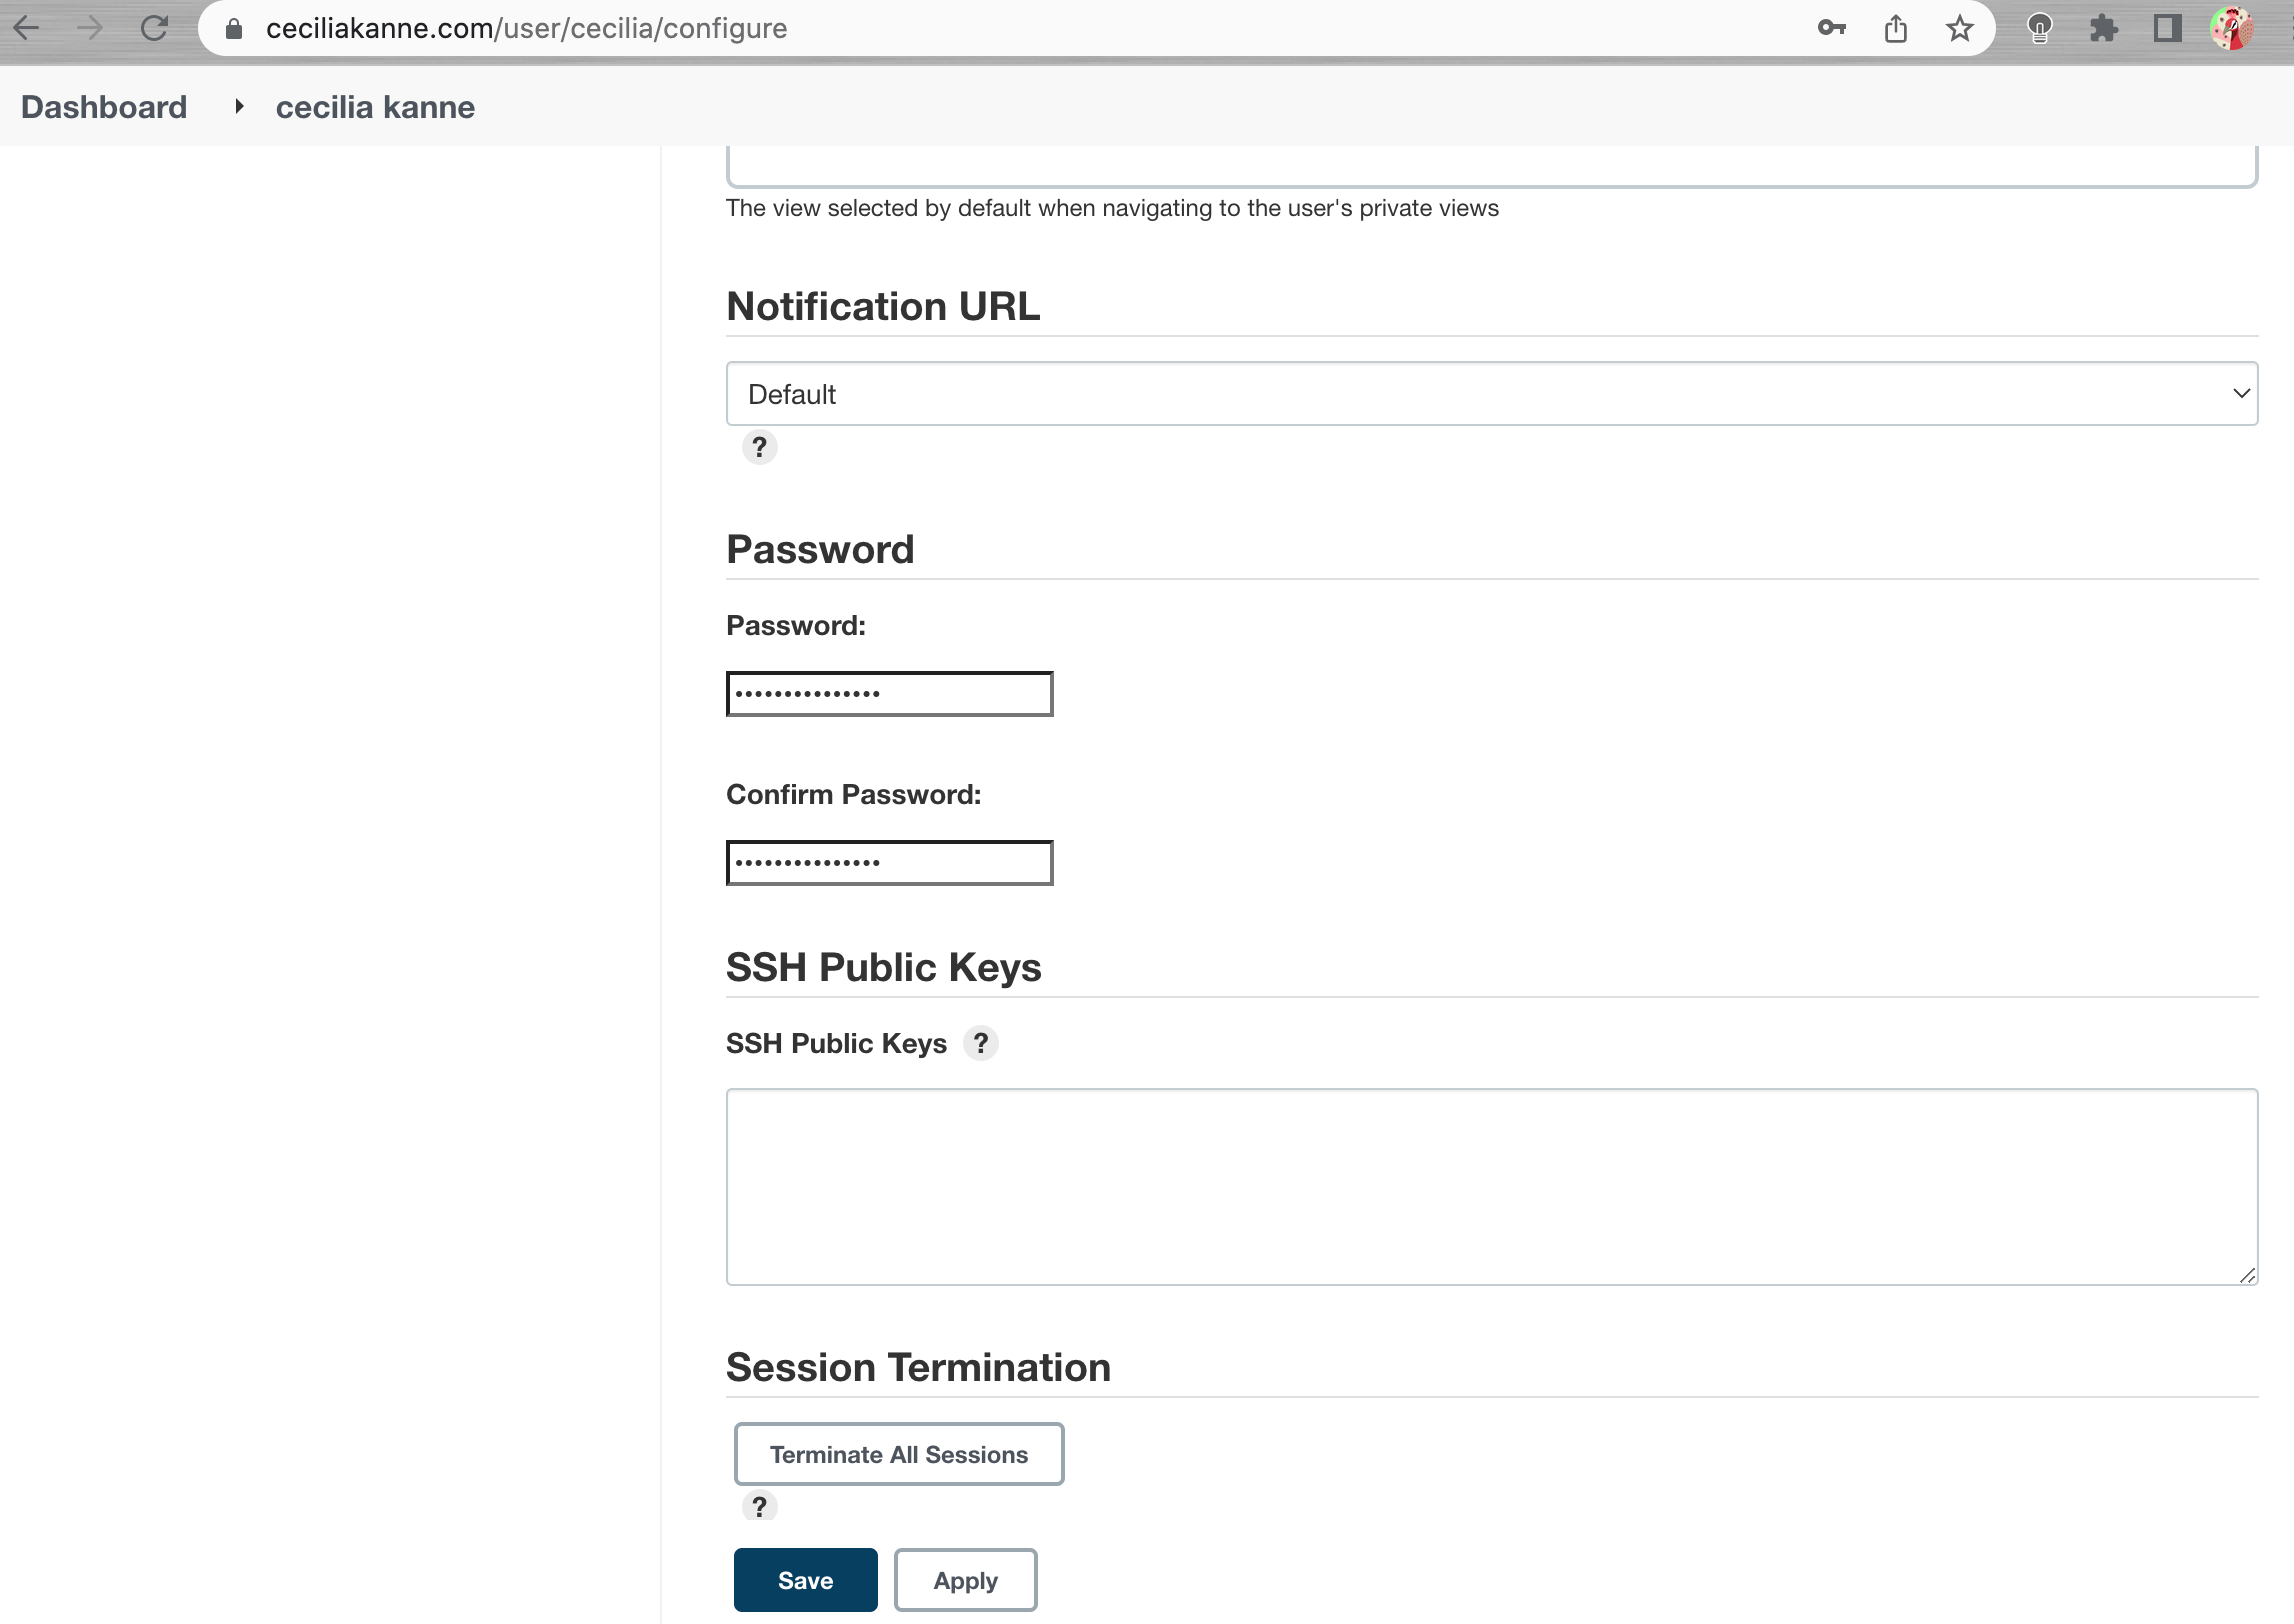 ceciliakanne.com/user/cecilia/configure
Dashboard
cecilia kanne
The view selected by default when navigating to the user's private views
Notification URL
Default
?
Password
Password:
•••••••••••••••
Confirm Password:
•••••••••••••••
SSH Public Keys
SSH Public Keys ?
Session Termination
Terminate All Sessions
?
Save
Apply